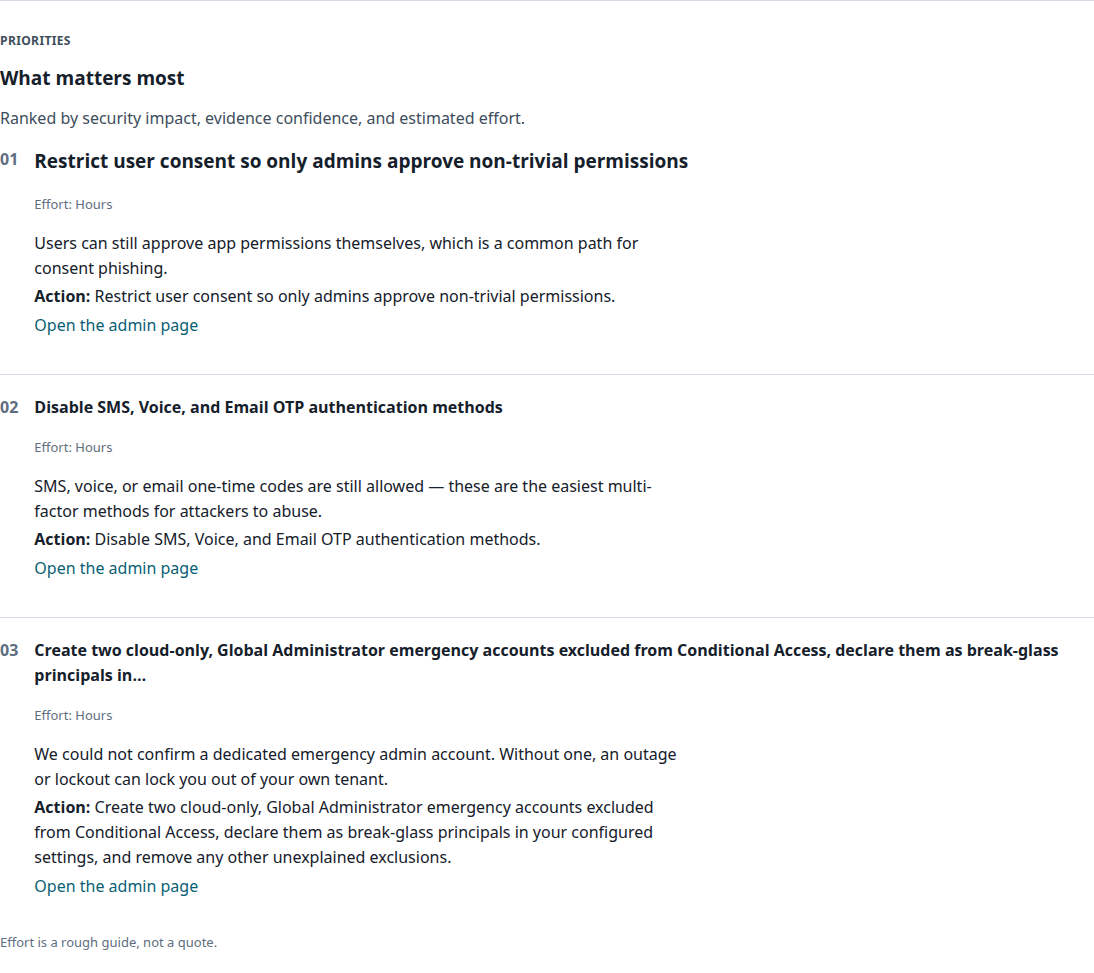 PRIORITIES
What matters most
Ranked by security impact, evidence confidence, and estimated effort.
01 Restrict user consent so only admins approve non-trivial permissions
Effort: Hours
Users can still approve app permissions themselves, which is a common path for
consent phishing.
Action: Restrict user consent so only admins approve non-trivial permissions.
Open the admin page
02 Disable SMS, Voice, and Email OTP authentication methods
Effort: Hours
SMS, voice, or email one-time codes are still allowed — these are the easiest multi-
factor methods for attackers to abuse.
Action: Disable SMS, Voice, and Email OTP authentication methods.
Open the admin page
03 Create two cloud-only, Global Administrator emergency accounts excluded from Conditional Access, declare them as break-glass
principals in...
Effort: Hours
We could not confirm a dedicated emergency admin account. Without one, an outage
or lockout can lock you out of your own tenant.
Action: Create two cloud-only, Global Administrator emergency accounts excluded
from Conditional Access, declare them as break-glass principals in your configured
settings, and remove any other unexplained exclusions.
Open the admin page
Effort is a rough guide, not a quote.